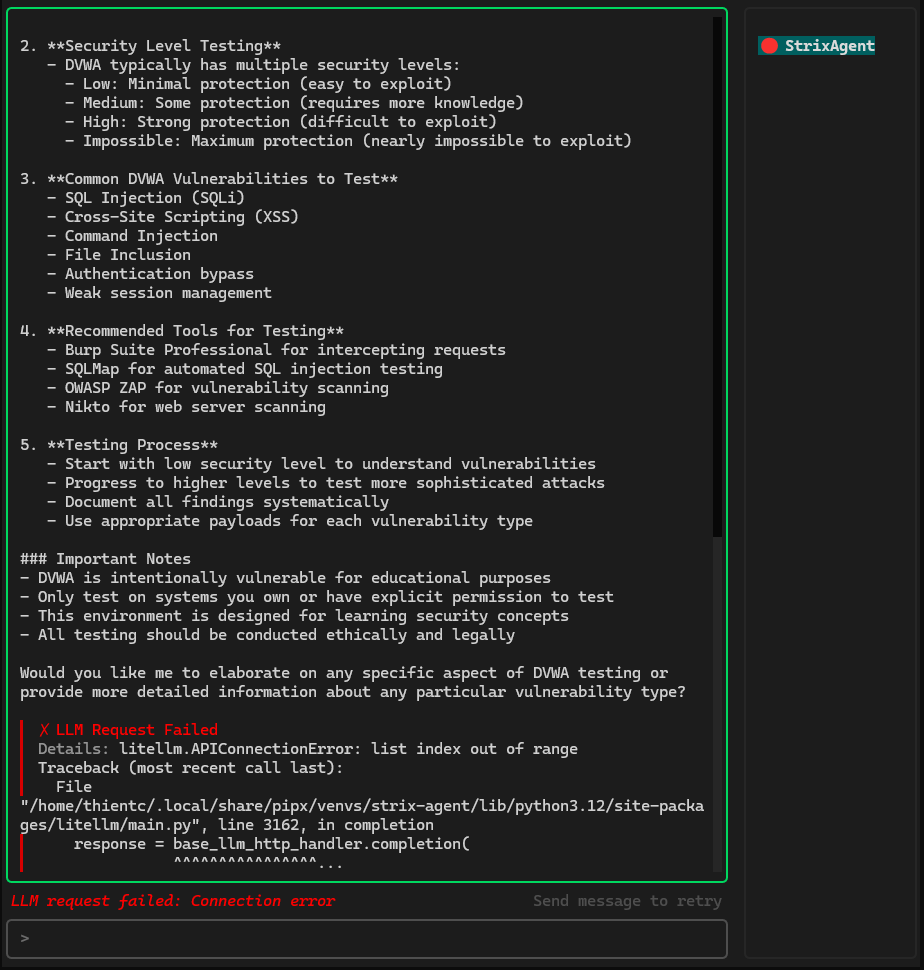 2. **Security Level Testing**
   - DVWA typically has multiple security levels:
     - Low: Minimal protection (easy to exploit)
     - Medium: Some protection (requires more knowledge)
     - High: Strong protection (difficult to exploit)
     - Impossible: Maximum protection (nearly impossible to exploit)
3. **Common DVWA Vulnerabilities to Test**
   - SQL Injection (SQLi)
   - Cross-Site Scripting (XSS)
   - Command Injection
   - File Inclusion
   - Authentication bypass
   - Weak session management
4. **Recommended Tools for Testing**
   - Burp Suite Professional for intercepting requests
   - SQLMap for automated SQL injection testing
   - OWASP ZAP for vulnerability scanning
   - Nikto for web server scanning
5. **Testing Process**
   - Start with low security level to understand vulnerabilities
   - Progress to higher levels to test more sophisticated attacks
   - Document all findings systematically
   - Use appropriate payloads for each vulnerability type
### Important Notes
- DVWA is intentionally vulnerable for educational purposes
- Only test on systems you own or have explicit permission to test
- This environment is designed for learning security concepts
- All testing should be conducted ethically and legally
Would you like me to elaborate on any specific aspect of DVWA testing or
provide more detailed information about any particular vulnerability type?
✗ LLM Request Failed
Details: litellm.APIConnectionError: list index out of range
Traceback (most recent call last):
  File
"/home/thientc/.local/share/pipx/venvs/strix-agent/lib/python3.12/site-packa
ges/litellm/main.py", line 3162, in completion
    response = base_llm_http_handler.completion(
               ^^^^^^^^^^^^^^^^...
LLM request failed: Connection error
Send message to retry
>
StrixAgent